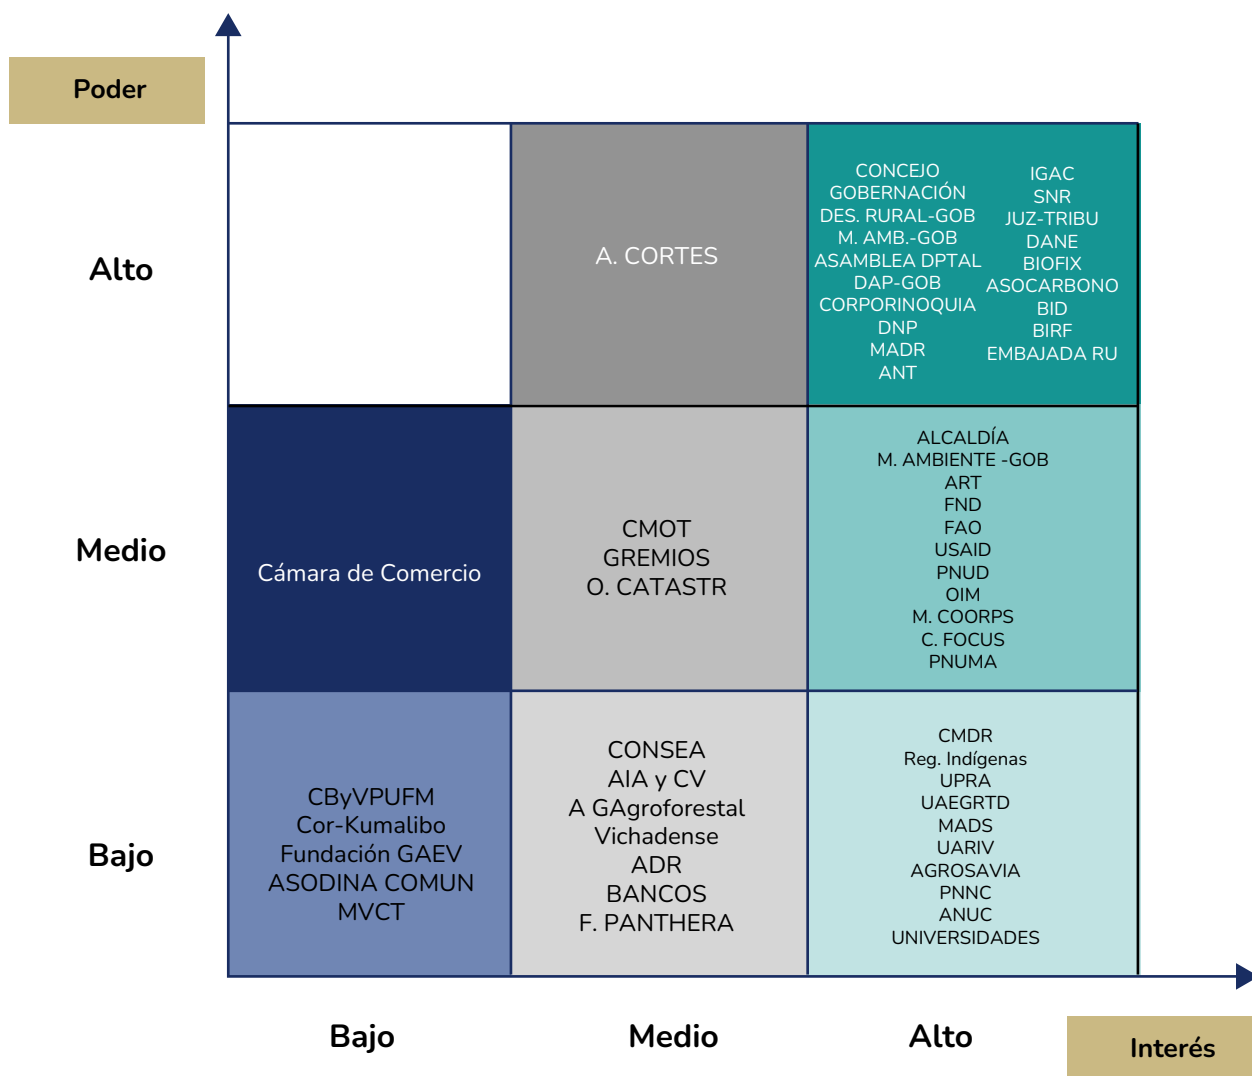 Poder
Alto
A. CORTES
CONCEJO
GOBERNACIÓN
DES. RURAL-GOB
M. AMB.-GOB
ASAMBLEA DPTAL
DAP-GOB
CORPORINOQUIA
DNP
MADR
ANT
IGAC
SNR
JUZ-TRIBU
DANE
BIOFIX
ASOCARBONO
BID
BIRF
EMBAJADA RU
Medio
Cámara de Comercio
CMOT
GREMIOS
O. CATASTR
ALCALDÍA
M. AMBIENTE -GOB
ART
FND
FAO
USAID
PNUD
OIM
M. COORPS
C. FOCUS
PNUMA
Bajo
CByVPUFM
Cor-Kumalibo
Fundación GAEV
ASODINA COMUN
MVCT
CONSEA
AIA y CV
A GAgroforestal
Vichadense
ADR
BANCOS
F. PANTHERA
CMDR
Reg. Indígenas
UPRA
UAEGRTD
MADS
UARIV
AGROSAVIA
PNNC
ANUC
UNIVERSIDADES
Bajo
Medio
Alto
Interés